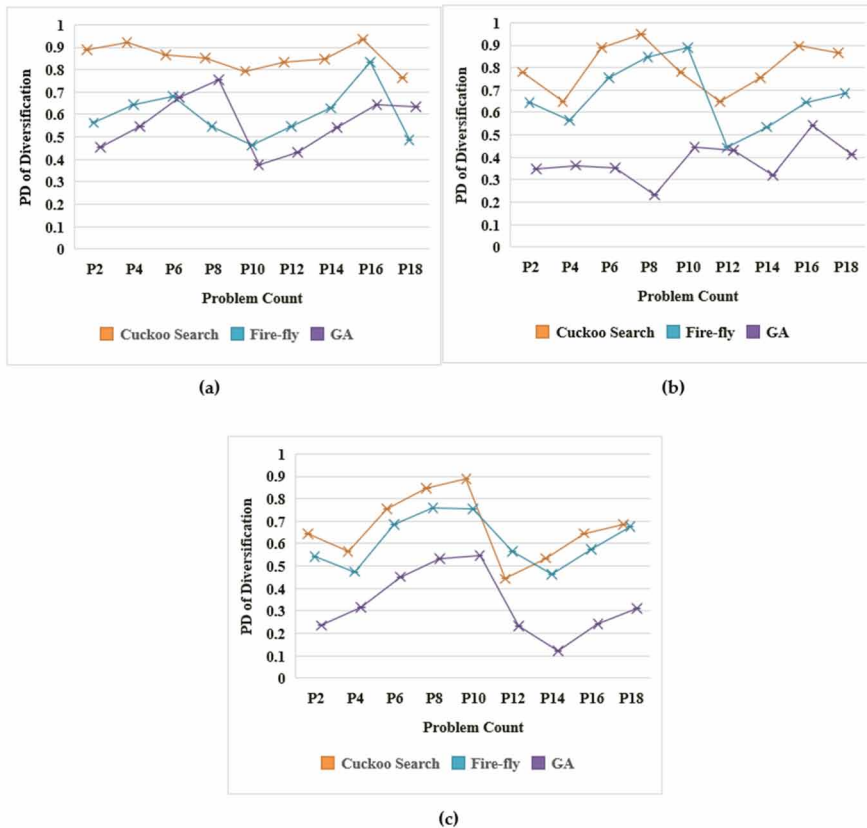 1
0.9
0.8
0.7
0.6
0.5
0.4
0.3
0.2
0.1
0
PD of Diversification
P2 P4 P6 P8 P10 P12 P14 P16 P18
Problem Count
Cuckoo Search Fire-fly GA
(a)
1
0.9
0.8
0.7
0.6
0.5
0.4
0.3
0.2
0.1
0
PD of Diversification
P2 P4 P6 P8 P10 P12 P14 P16 P18
Problem Count
Cuckoo Search Fire-fly GA
(b)
1
0.9
0.8
0.7
0.6
0.5
0.4
0.3
0.2
0.1
0
PD of Diversification
P2 P4 P6 P8 P10 P12 P14 P16 P18
Problem Count
Cuckoo Search Fire-fly GA
(c)